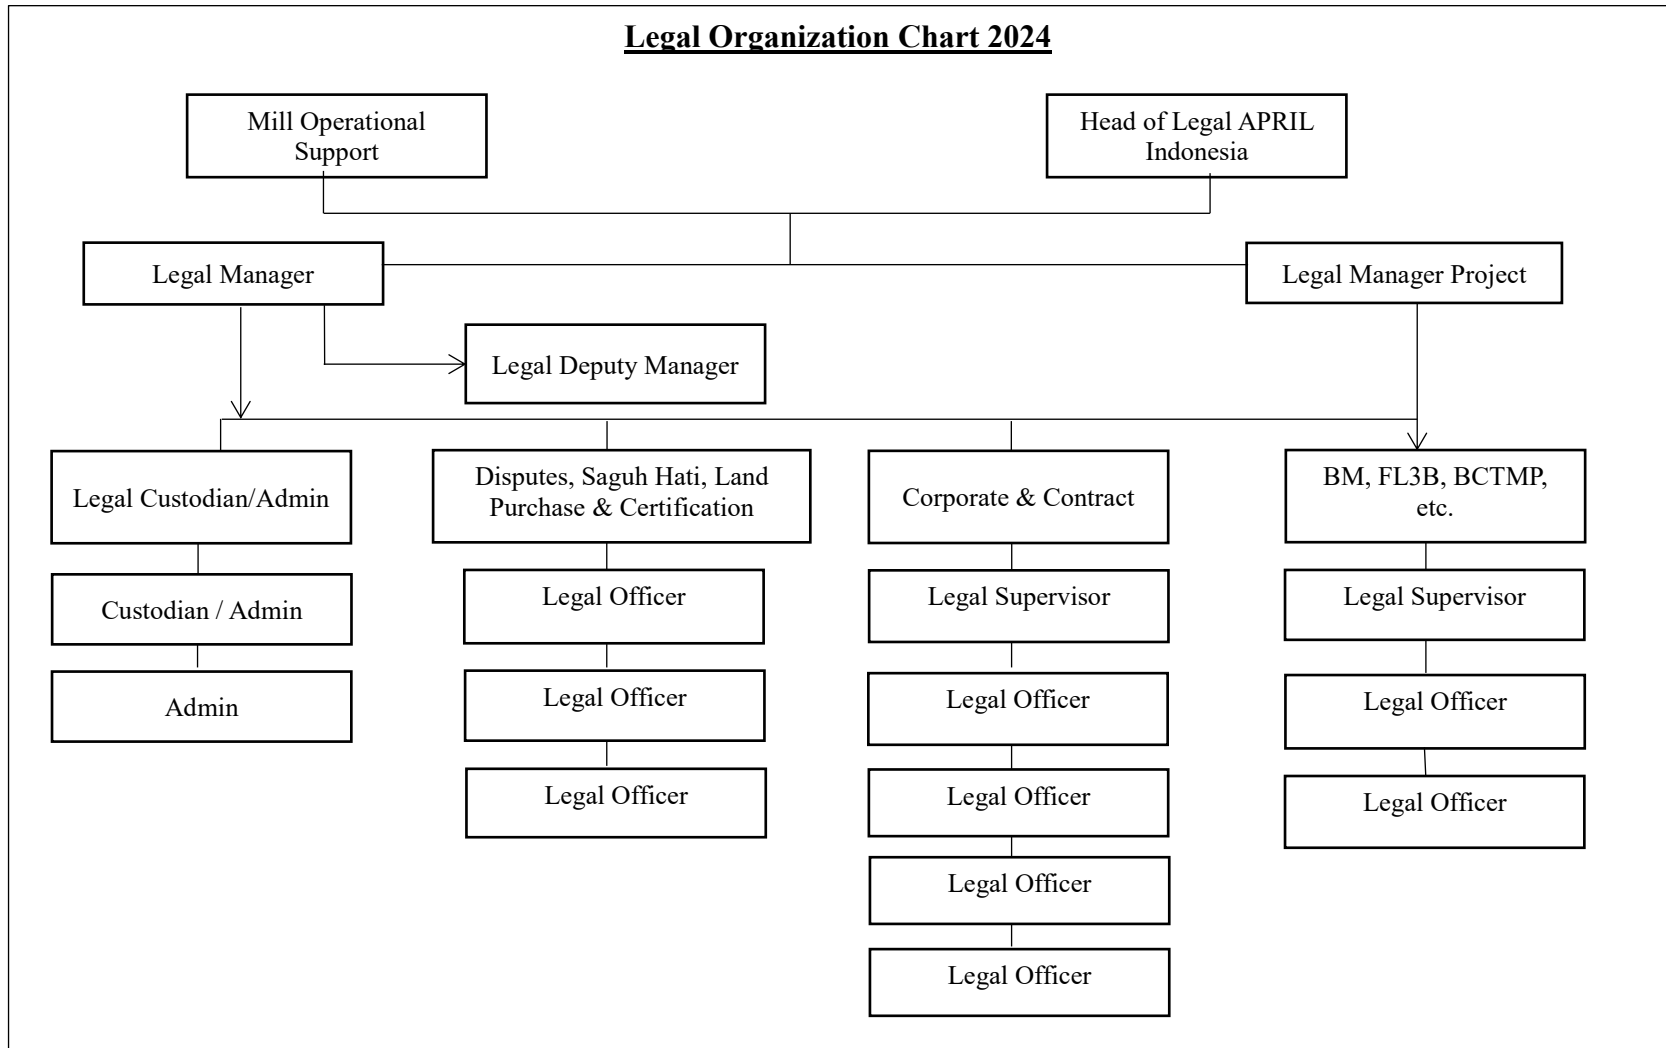 Legal Organization Chart 2024
Mill Operational
Support
Head of Legal APRIL
Indonesia
Legal Manager
Legal Manager Project
Legal Deputy Manager
Legal Custodian/Admin
Disputes, Saguh Hati, Land
Purchase & Certification
Corporate & Contract
BM, FL3B, BCTMP,
etc.
Custodian / Admin
Legal Officer
Legal Supervisor
Legal Supervisor
Admin
Legal Officer
Legal Officer
Legal Officer
Legal Officer
Legal Officer
Legal Officer
Legal Officer
Legal Officer